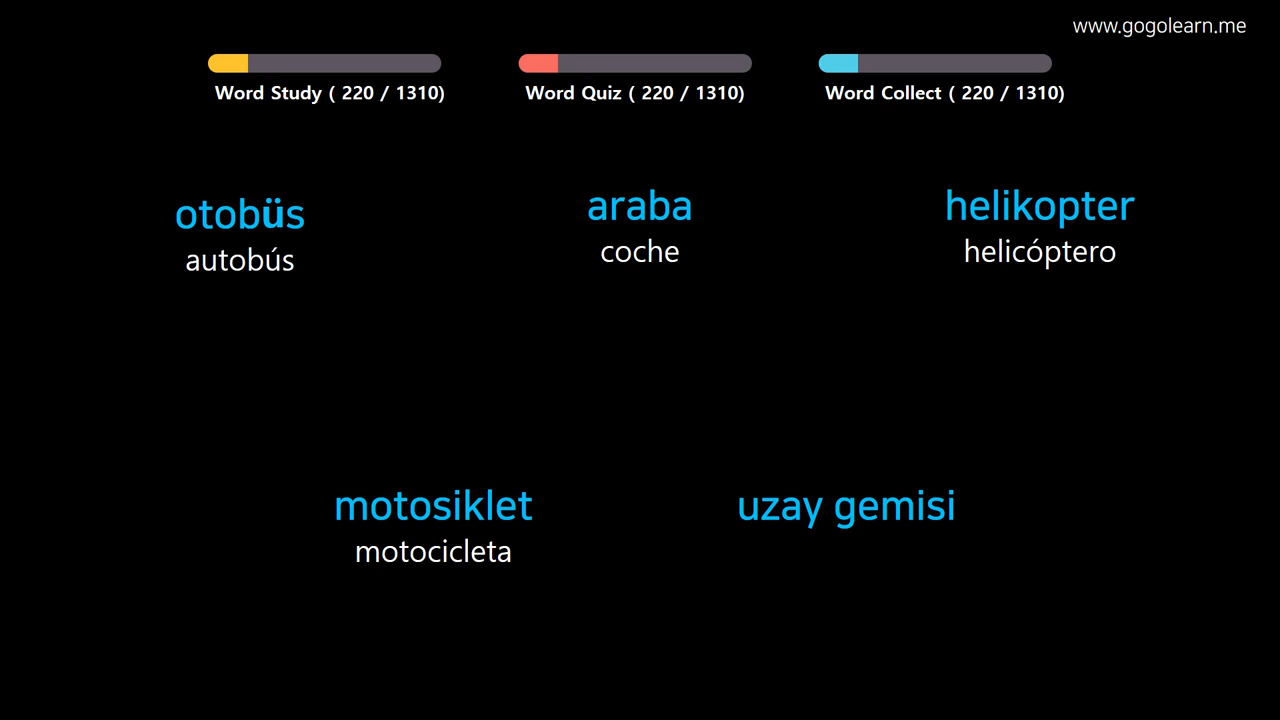 www.gogolearn.me
Word Study ( 220 / 1310)
Word Quiz ( 220 / 1310)
Word Collect ( 220 / 1310)
otobüs
autobús
araba
coche
helikopter
helicóptero
motosiklet
motocicleta
uzay gemisi